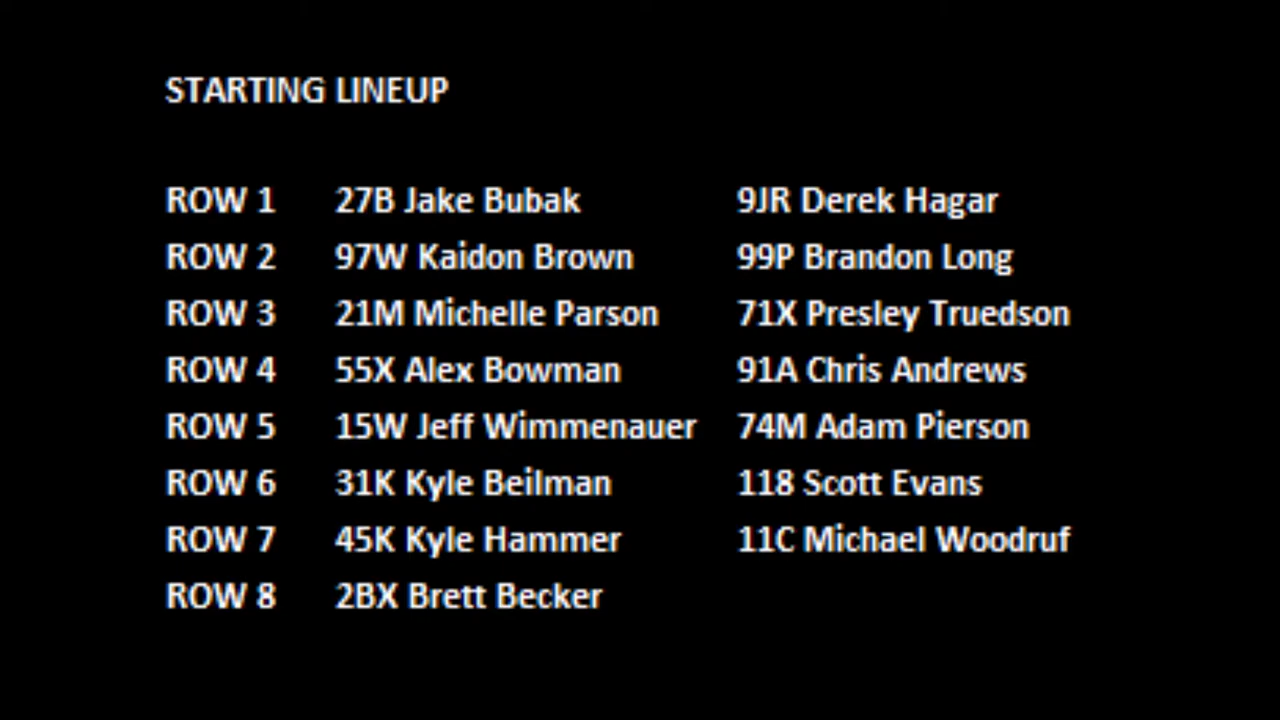 STARTING LINEUP
ROW 1 27B Jake Bubak 9JR Derek Hagar
ROW 2 97W Kaidon Brown 99P Brandon Long
ROW 3 21M Michelle Parson 71X Presley Truedson
ROW 4 55X Alex Bowman 91A Chris Andrews
ROW 5 15W Jeff Wimmenauer 74M Adam Pierson
ROW 6 31K Kyle Beilman 118 Scott Evans
ROW 7 45K Kyle Hammer 11C Michael Woodruf
ROW 8 2BX Brett Becker